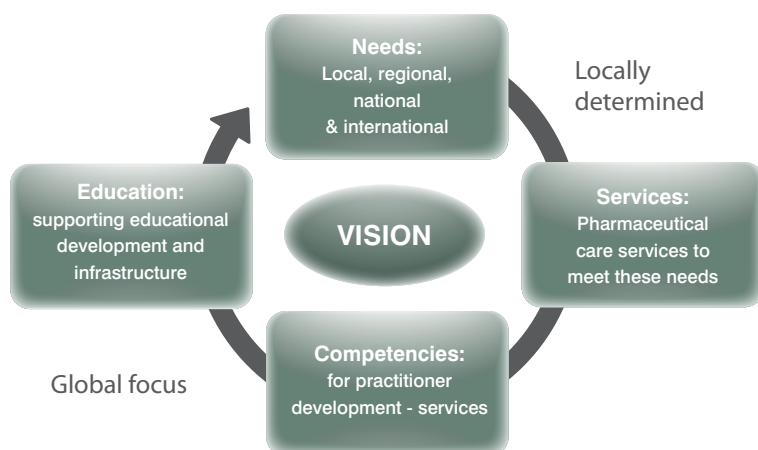 Needs:
Local, regional,
national
& international
Locally
determined
Services:
Pharmaceutical
care services to
meet these needs
Competencies:
for practitioner
development - services
Global focus
Education:
supporting educational
development and
infrastructure
VISION